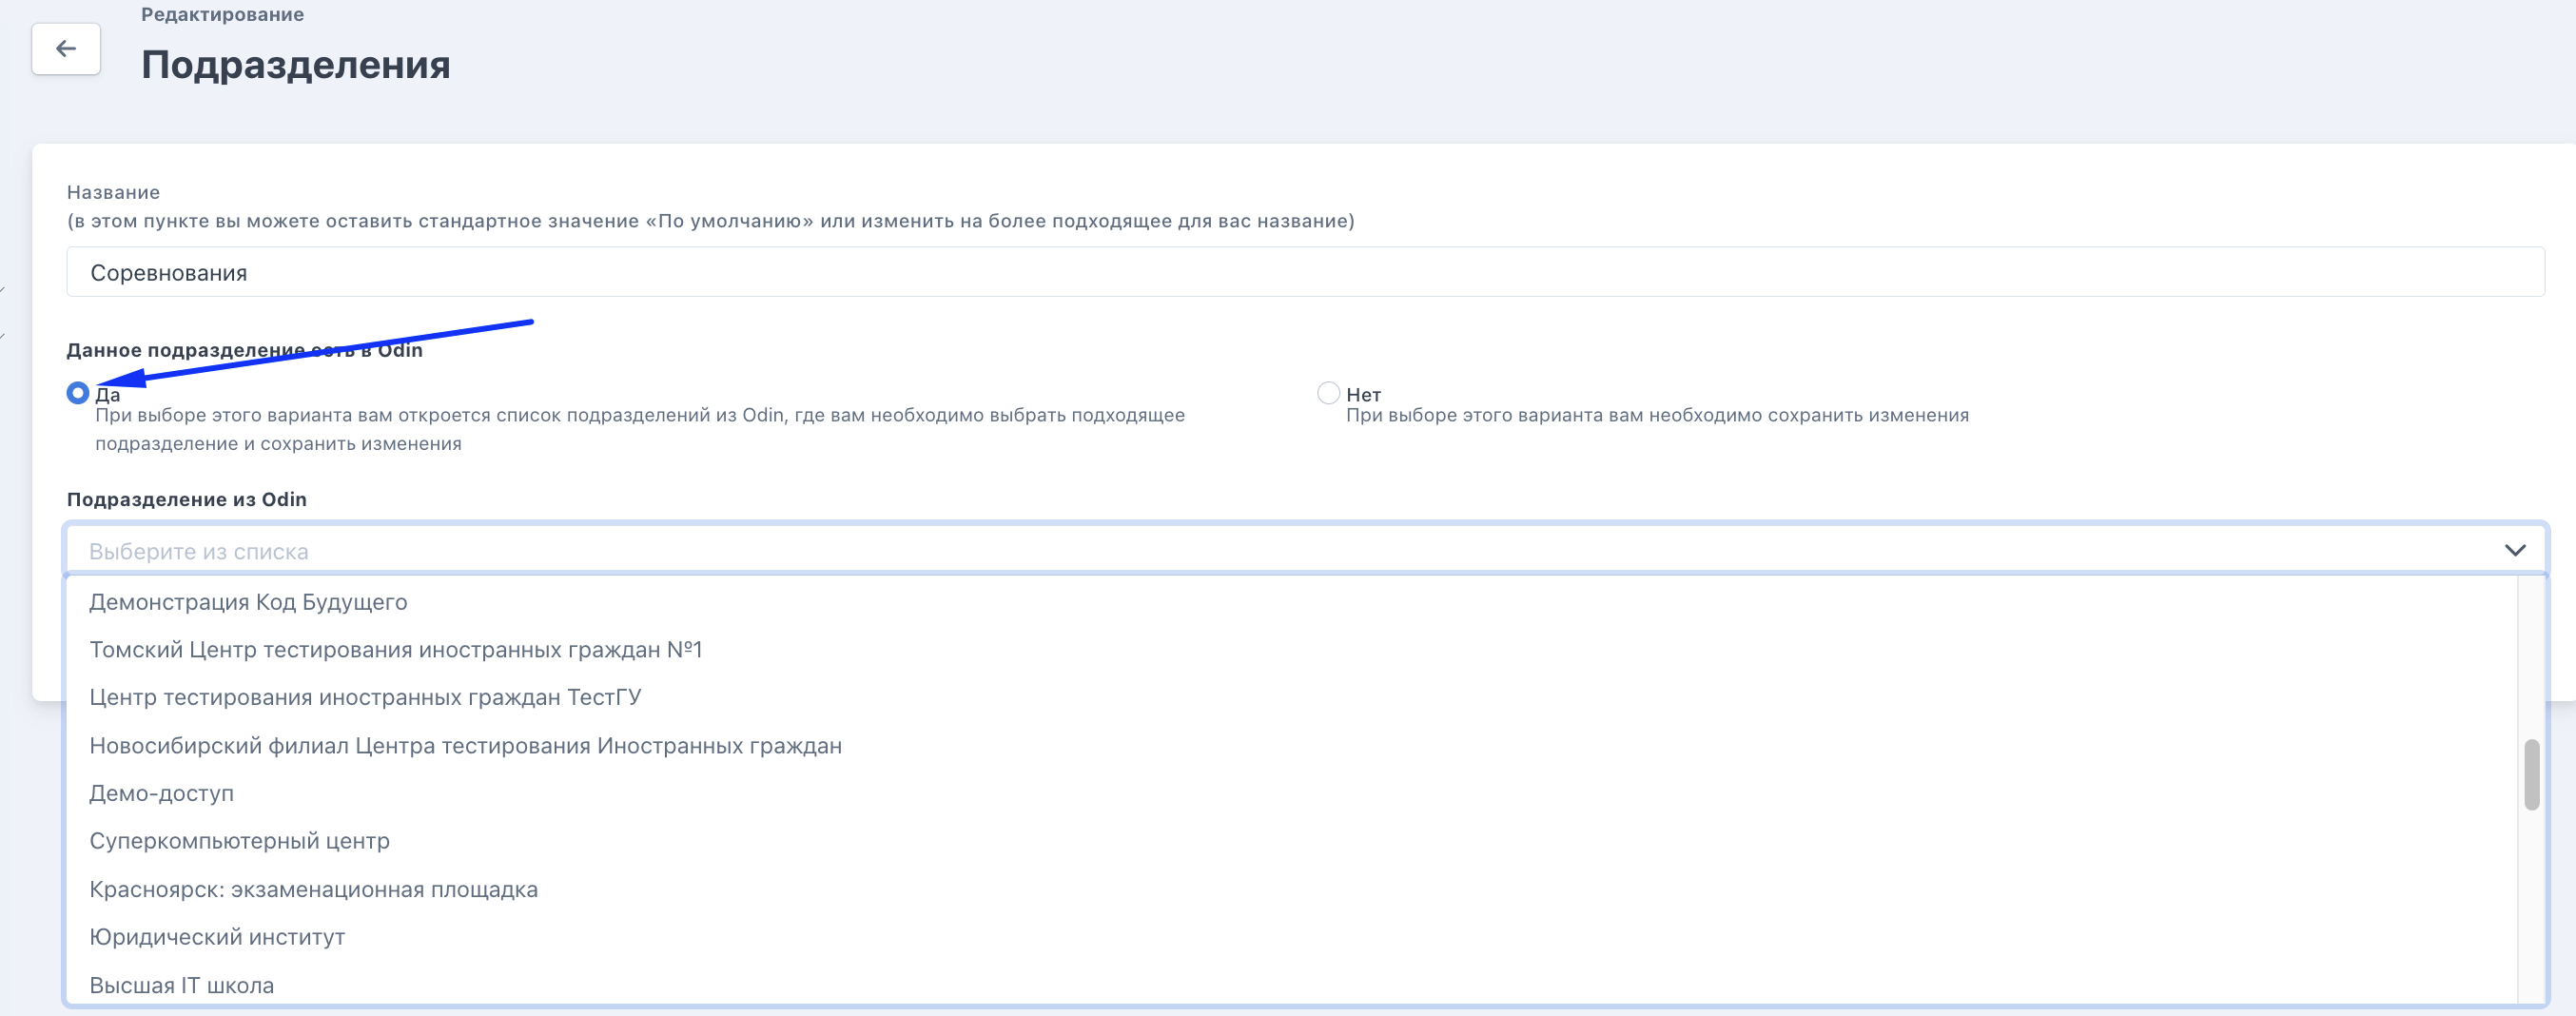 Редактирование
Подразделения
Название
(в этом пункте вы можете оставить стандартное значение «По умолчанию» или изменить на более подходящее для вас название)
Соревнования
Данное подразделение есть в Odin
Да
При выборе этого варианта вам откроется список подразделений из Odin, где вам необходимо выбрать подходящее
подразделение и сохранить изменения
Нет
При выборе этого варианта вам необходимо сохранить изменения
Подразделение из Odin
Выберите из списка
Демонстрация Код Будущего
Томский Центр тестирования иностранных граждан №1
Центр тестирования иностранных граждан ТестГУ
Новосибирский филиал Центра тестирования Иностранных граждан
Демо-доступ
Суперкомпьютерный центр
Красноярск: экзаменационная площадка
Юридический институт
Высшая IT школа